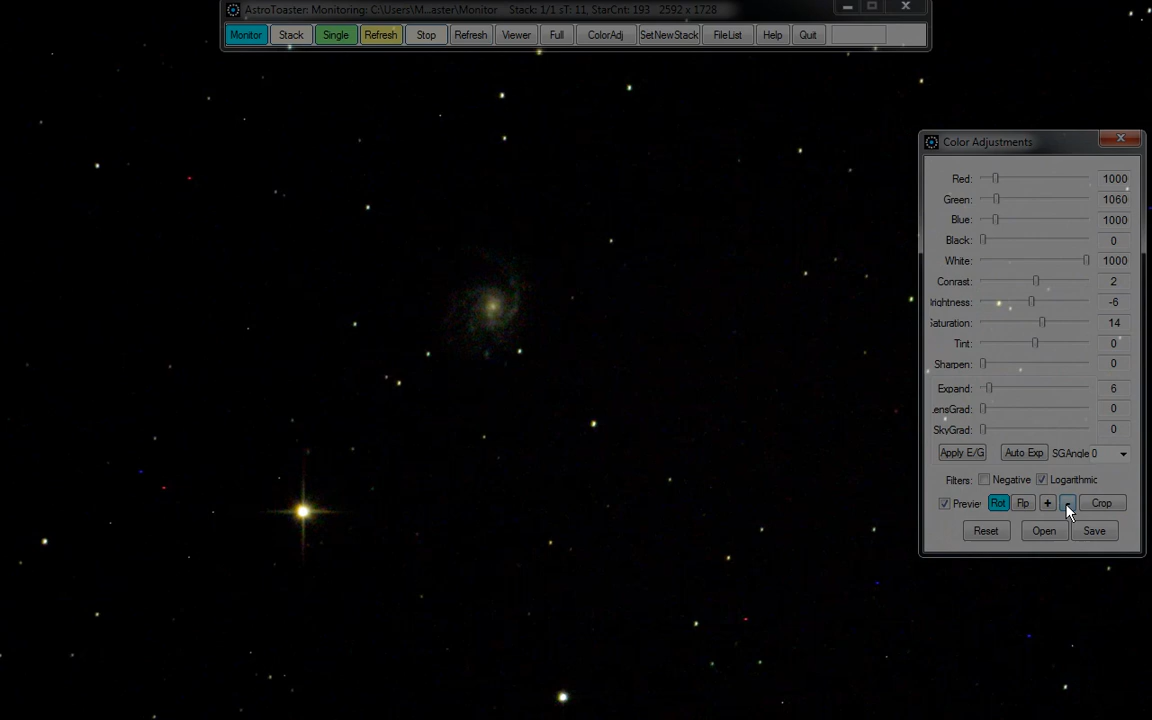 AstroToaster: Monitoring: C:\Users\M...aster\Monitor Stack: 1/1 sT: 11, StarCnt: 193 2592 x 1728
Monitor Stack Single Refresh Stop Refresh Viewer Full ColorAdj SetNewStack FileList Help Quit
Color Adjustments
Red: 1000
Green: 1060
Blue: 1000
Black: 0
White: 1000
Conrast: 2
rightness: -6
Saturation: 14
Tint: 0
Sharpen: 0
Expand: 6
LensGrad: 0
SkyGrad: 0
Apply E/G Auto Exp SGAngle 0
Filters: Negative Logarithmic
Previe Rot Flp + - Crop
Reset Open Save